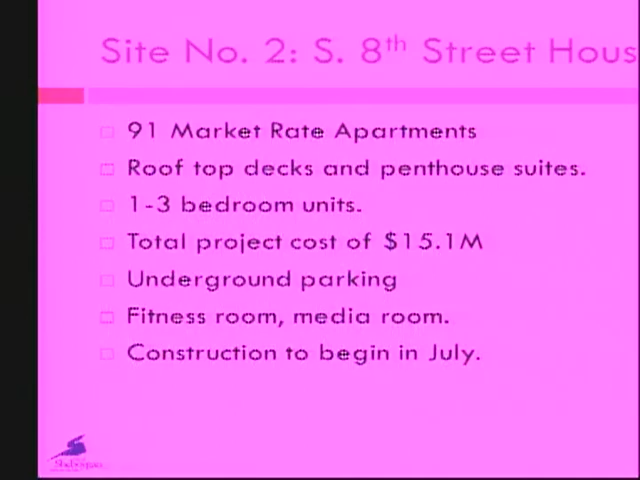 Site No. 2: S. 8th Street Hous
91 Market Rate Apartments
Roof top decks and penthouse suites.
1-3 bedroom units.
Total project cost of $15.1M
Underground parking
Fitness room, media room.
Construction to begin in July.